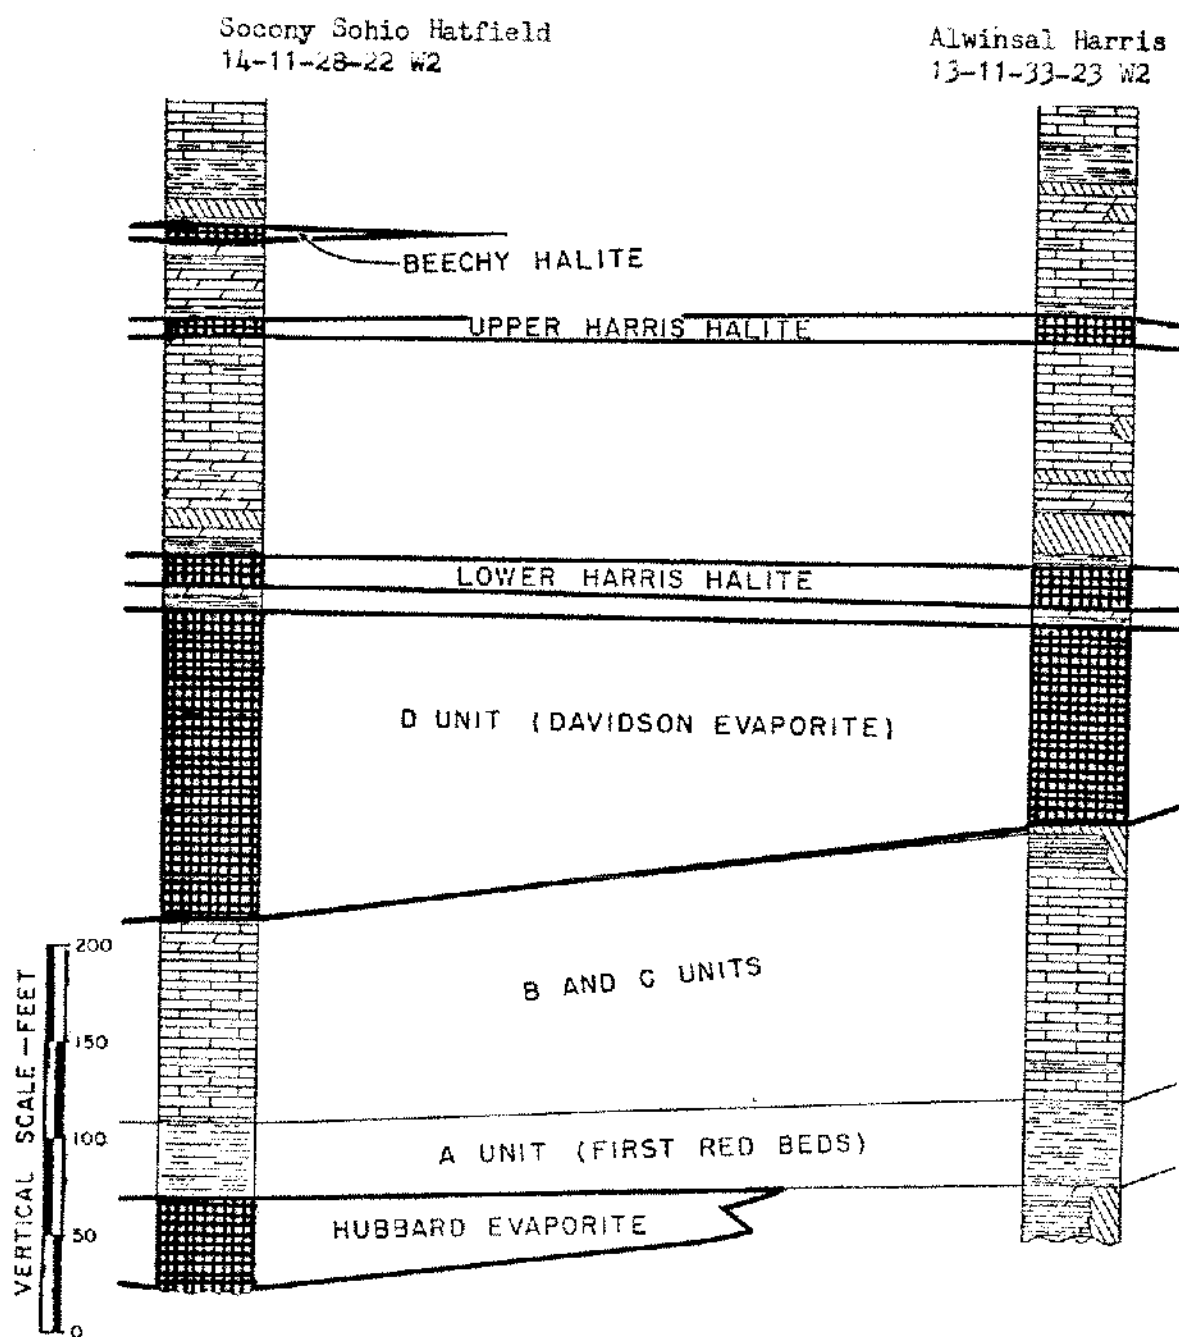 Socony Sohio Hatfield
14-11-28-22 W2
Alwinsal Harris
13-11-33-23 W2
BEECHY HALITE
UPPER HARRIS HALITE
LOWER HARRIS HALITE
D UNIT (DAVIDSON EVAPORITE)
B AND C UNITS
A UNIT (FIRST RED BEDS)
HUBBARD EVAPORITE
VERTICAL SCALE – FEET
200
150
100
50
0